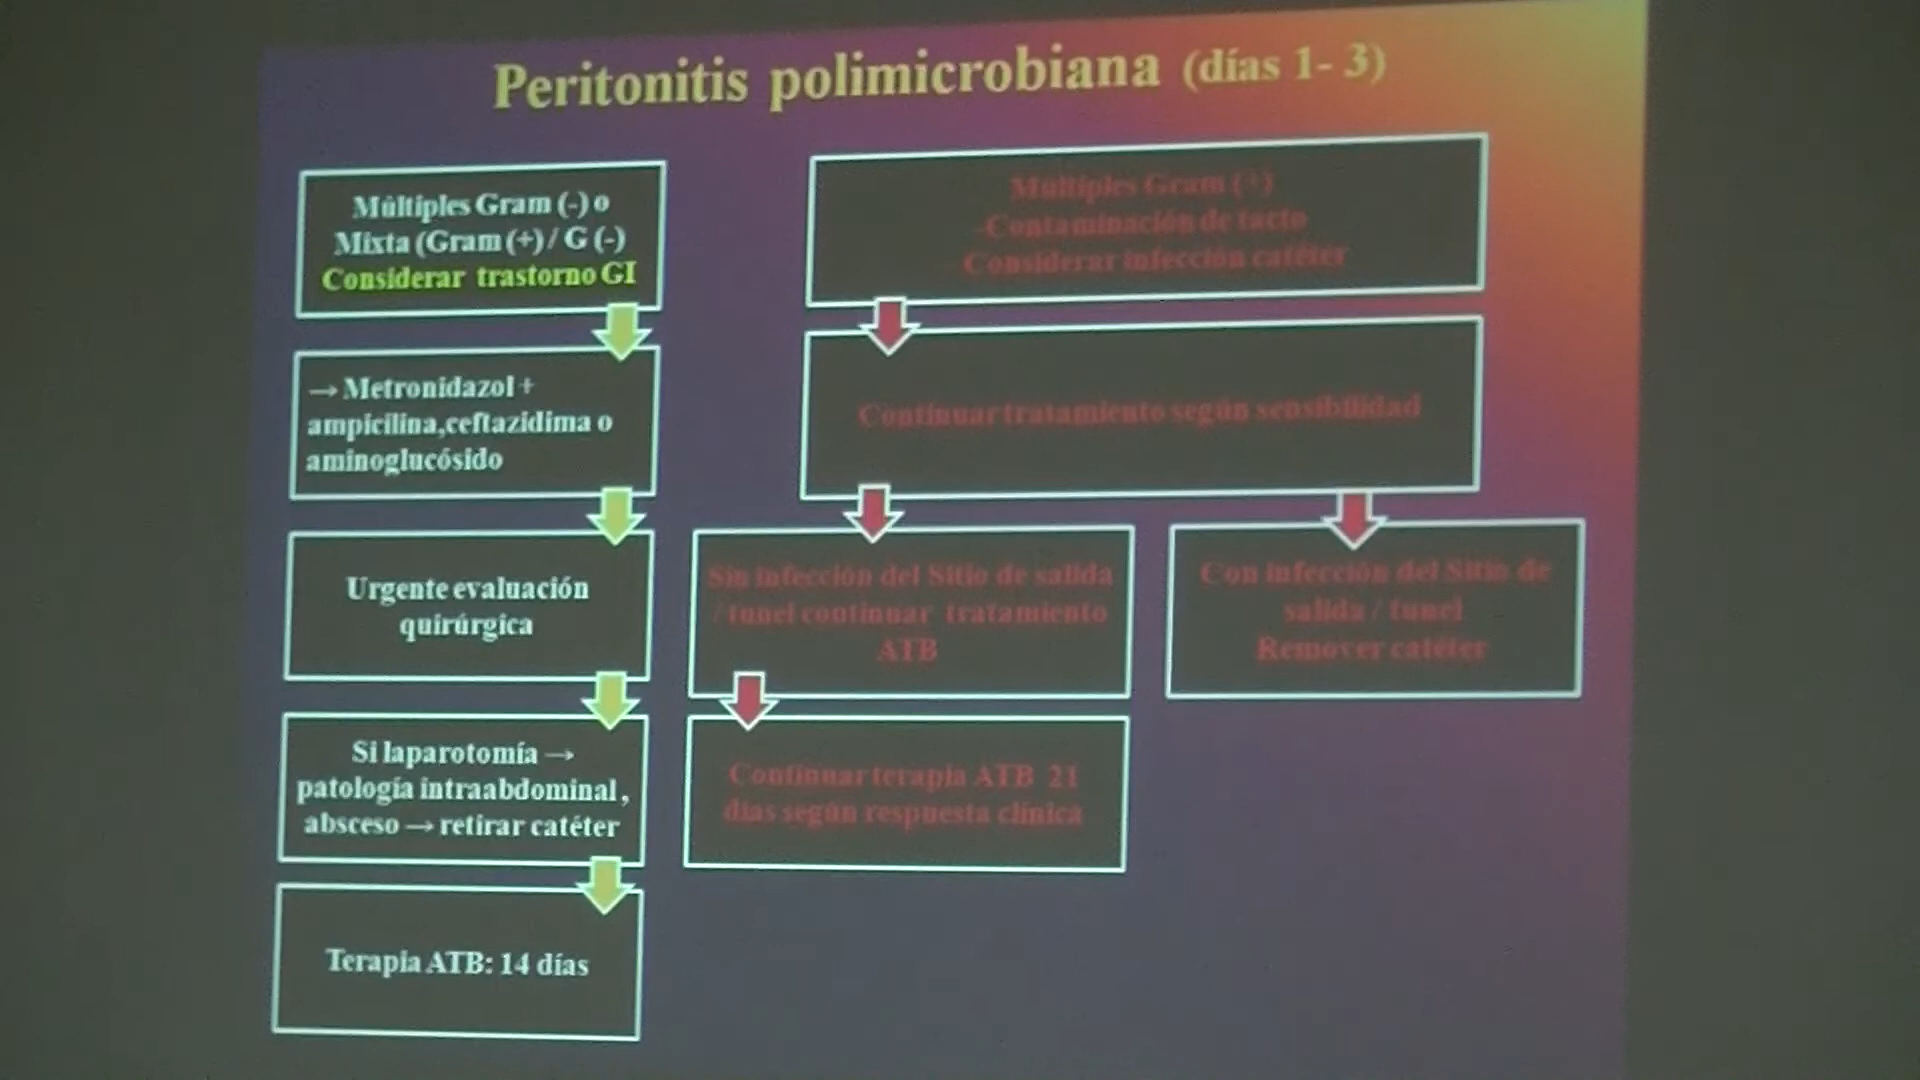 Peritonitis polimicrobiana (días 1- 3)
Múltiples Gram (-) o
Mixta (Gram (+) / G (-)
Considerar trastorno GI
→ Metronidazol +
ampicilina,ceftazidima o
aminoglucósido
Urgente evaluación
quirúrgica
Si laparotomía →
patología intraabdominal,
absceso → retirar catéter
Terapia ATB: 14 días
Múltiples Gram (+)
-Contaminación de tacto
- Considerar infección catéter
Continuar tratamiento según sensibilidad
Sin infección del Sitio de salida
/ tunel continuar tratamiento
ATB
Continuar terapia ATB 21
días según respuesta clínica
Con infección del Sitio de
salida / tunel
Remover catéter